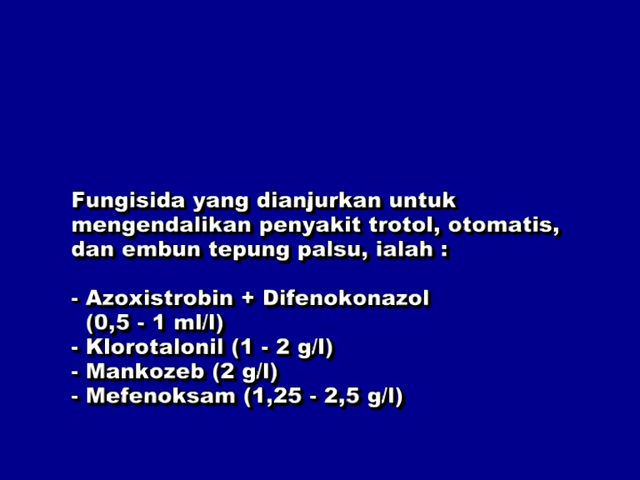 Fungisida yang dianjurkan untuk
mengendalikan penyakit trotol, otomatis,
dan embun tepung palsu, ialah :
- Azoxistrobin + Difenokonazol
(0,5 - 1 ml/l)
- Klorotalonil (1 - 2 g/l)
- Mankozeb (2 g/l)
- Mefenoksam (1,25 - 2,5 g/l)